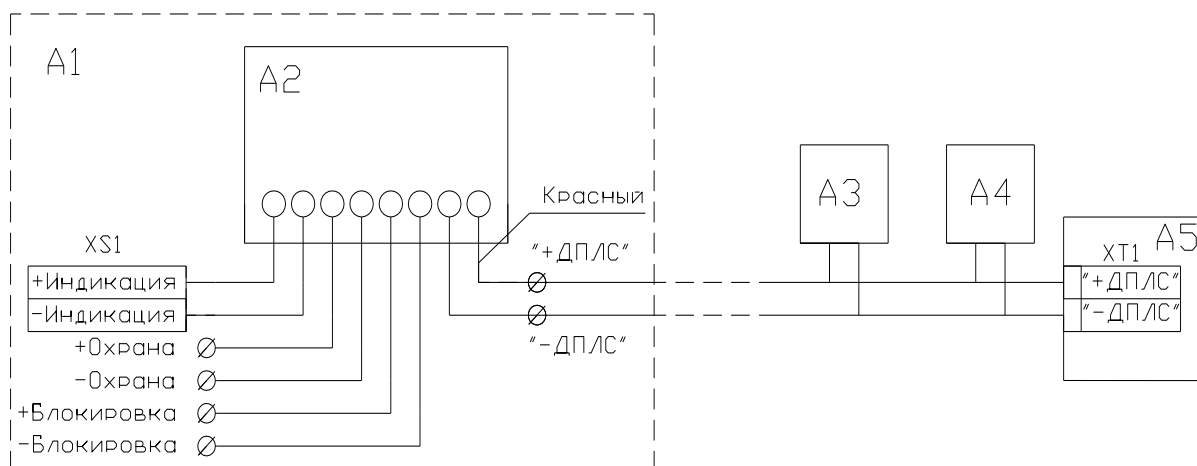 A1
A2
Красный
A3
A4
A5
XS1
"+ДПЛС"
XT1
+Индикация
"+ДПЛС"
-Индикация
"-ДПЛС"
+Охрана
"-ДПЛС"
-Охрана
+Блокировка
-Блокировка